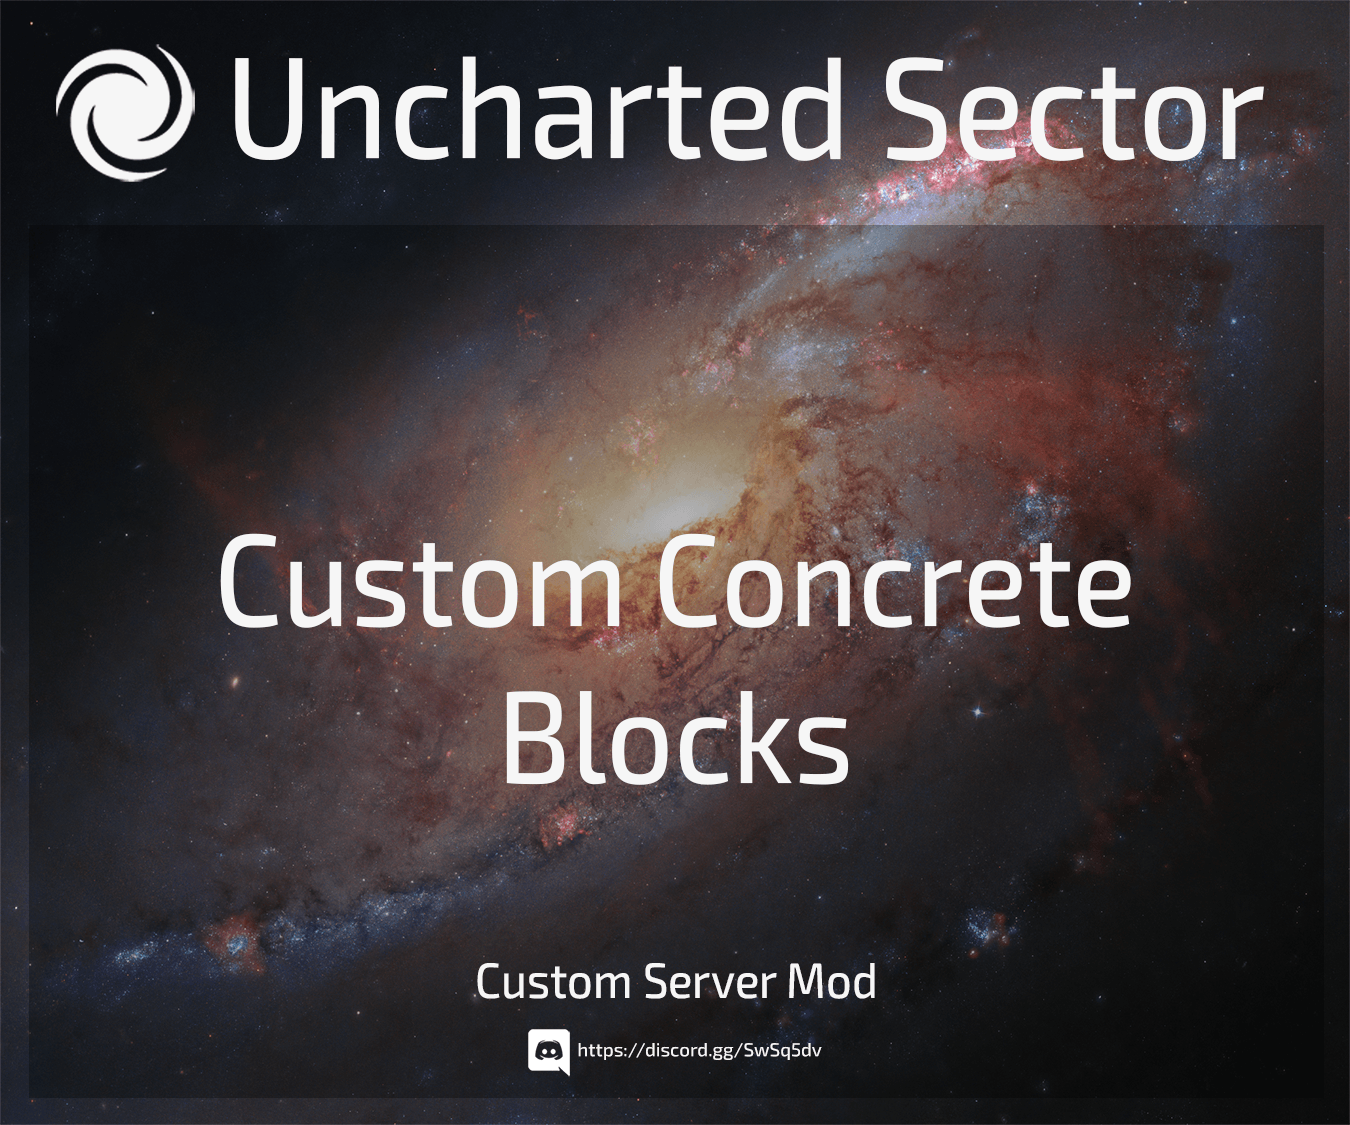 Uncharted Sector
Custom Concrete
Blocks
Custom Server Mod
https://discord.gg/SwSq5dv